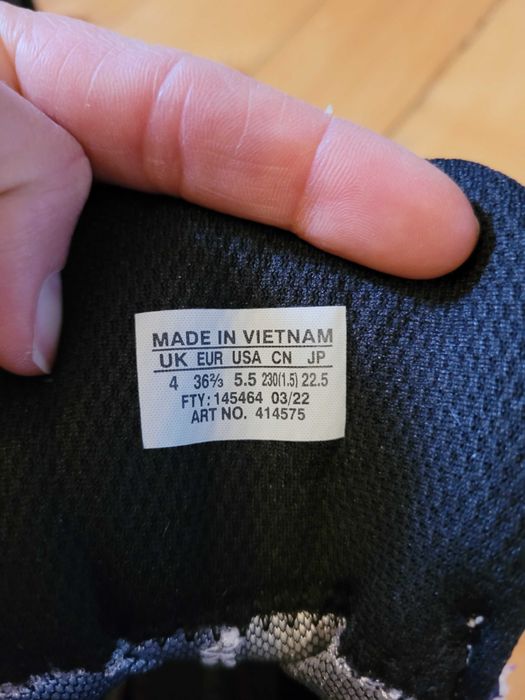 MADE IN VIETNAM
UK EUR USA CN JP
4 36⅔ 5.5 230(1.5) 22.5
FTY: 145464 03/22
ART NO. 414575